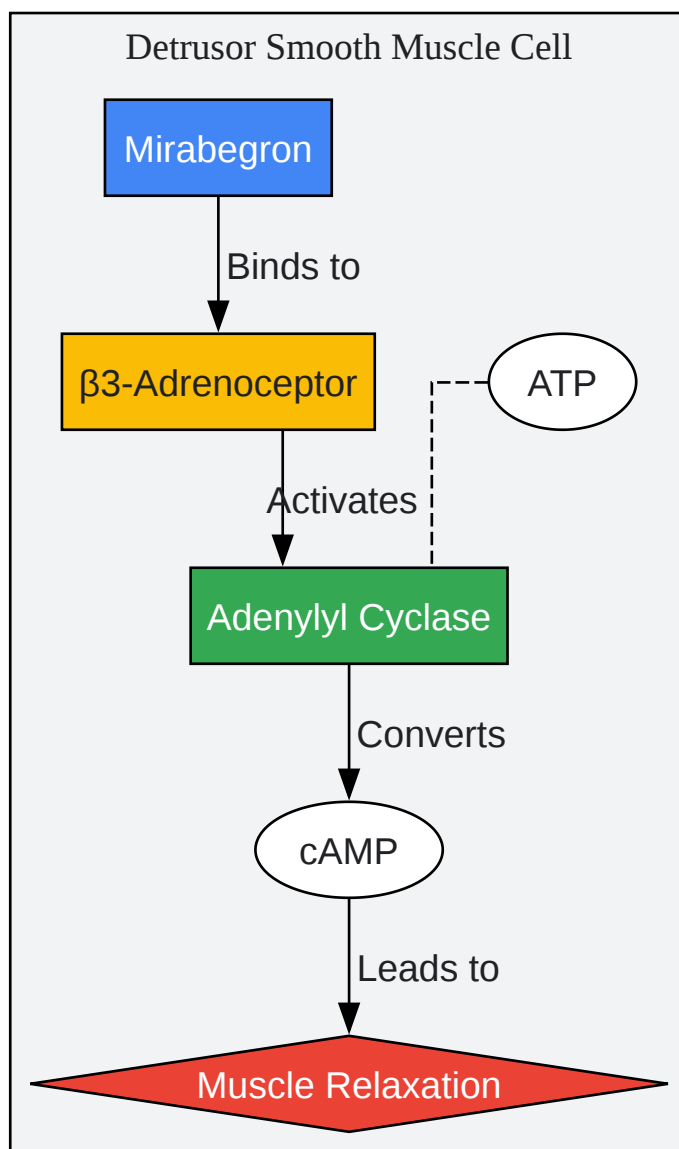 Detrusor Smooth Muscle Cell
Mirabegron
Binds to
β3-Adrenoceptor
ATP
Activates
Adenylyl Cyclase
Converts
cAMP
Leads to
Muscle Relaxation